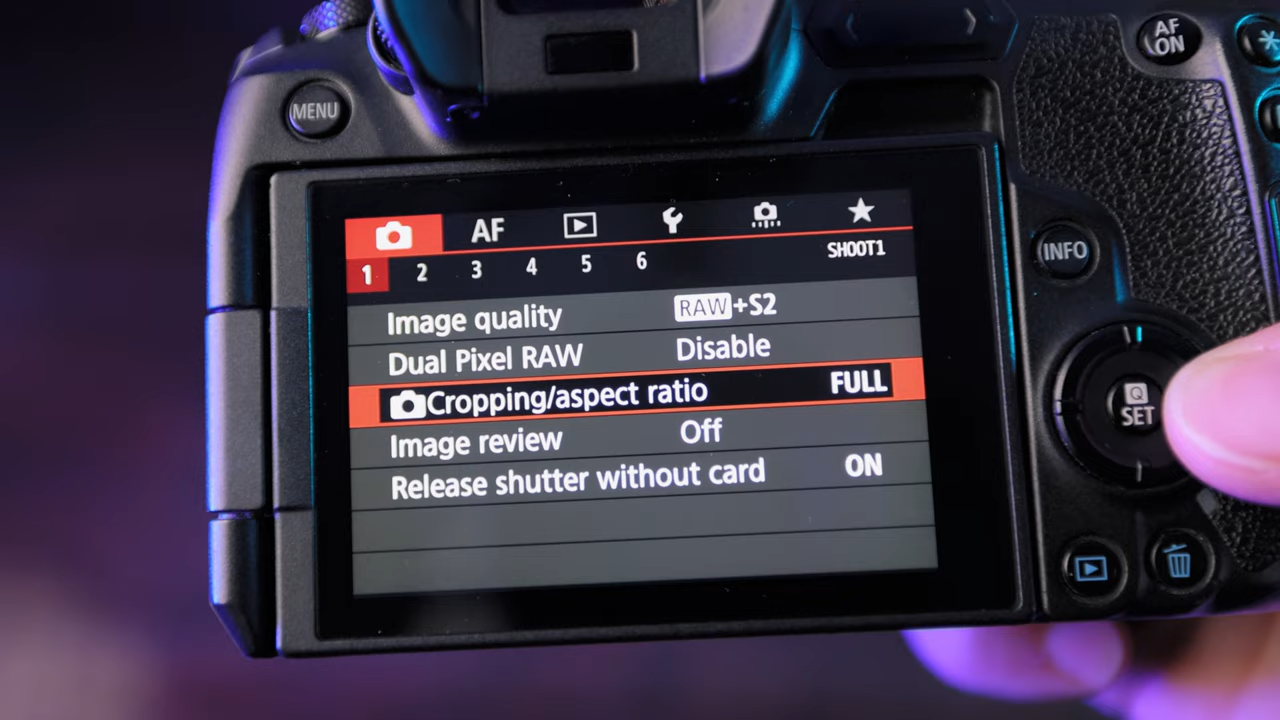 AF
ON
MENU
AF
1 2 3 4 5 6 SHOOT1
Image quality RAW+S2
Dual Pixel RAW Disable
Cropping/aspect ratio FULL
Image review Off
Release shutter without card ON
INFO
Q
SET